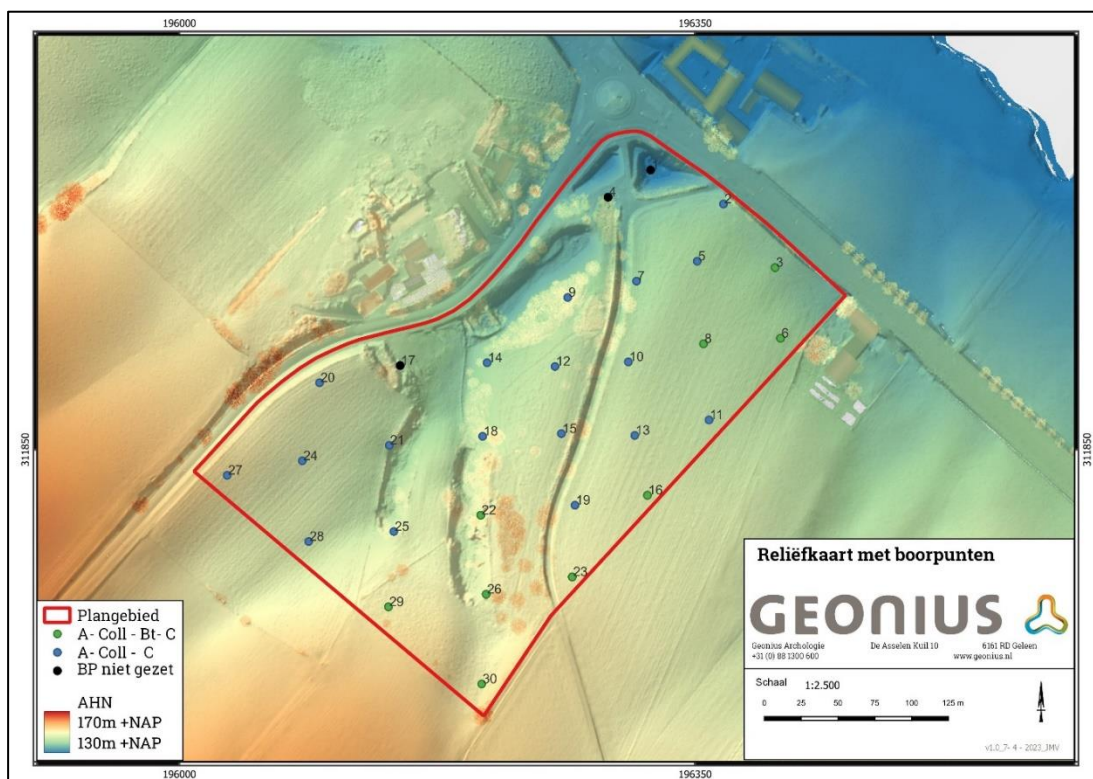 196000
196350
4
2
5
3
7
9
8
6
14
12
10
17
20
11
18
15
13
21
311850
311850
24
27
16
22
19
25
28
23
26
29
30
Plangebied
A- Coll - Bt- C
A- Coll - C
BP niet gezet
AHN
170m +NAP
130m +NAP
Reliëfkaart met boorpunten
GEONIUS
Geonius Archologie De Asselen Kuil 10 6161 RD Geleen
+31 (0) 88 1300 600 www.geonius.nl
Schaal 1:2.500
0 25 50 75 100 125 m
v1.0_7- 4 - 2023_JMV
196000
196350